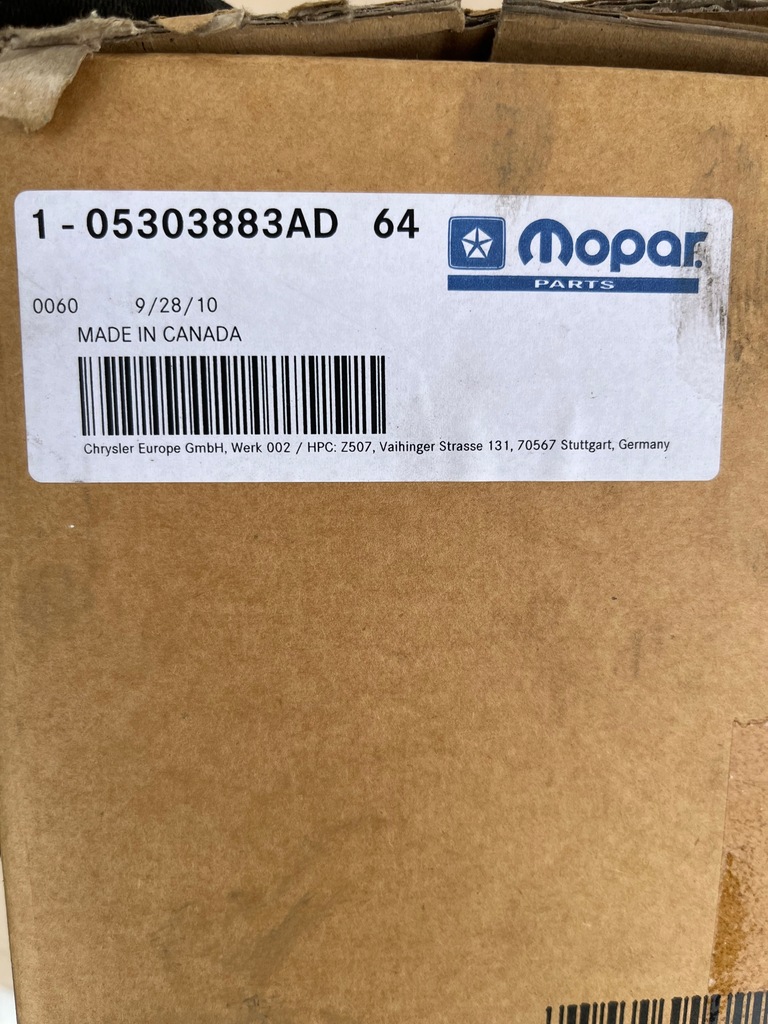 1 - 05303883AD 64
Mopar.
PARTS
0060 9/28/10
MADE IN CANADA
Chrysler Europe GmbH, Werk 002 / HPC: Z507, Vaihinger Strasse 131, 70567 Stuttgart, Germany